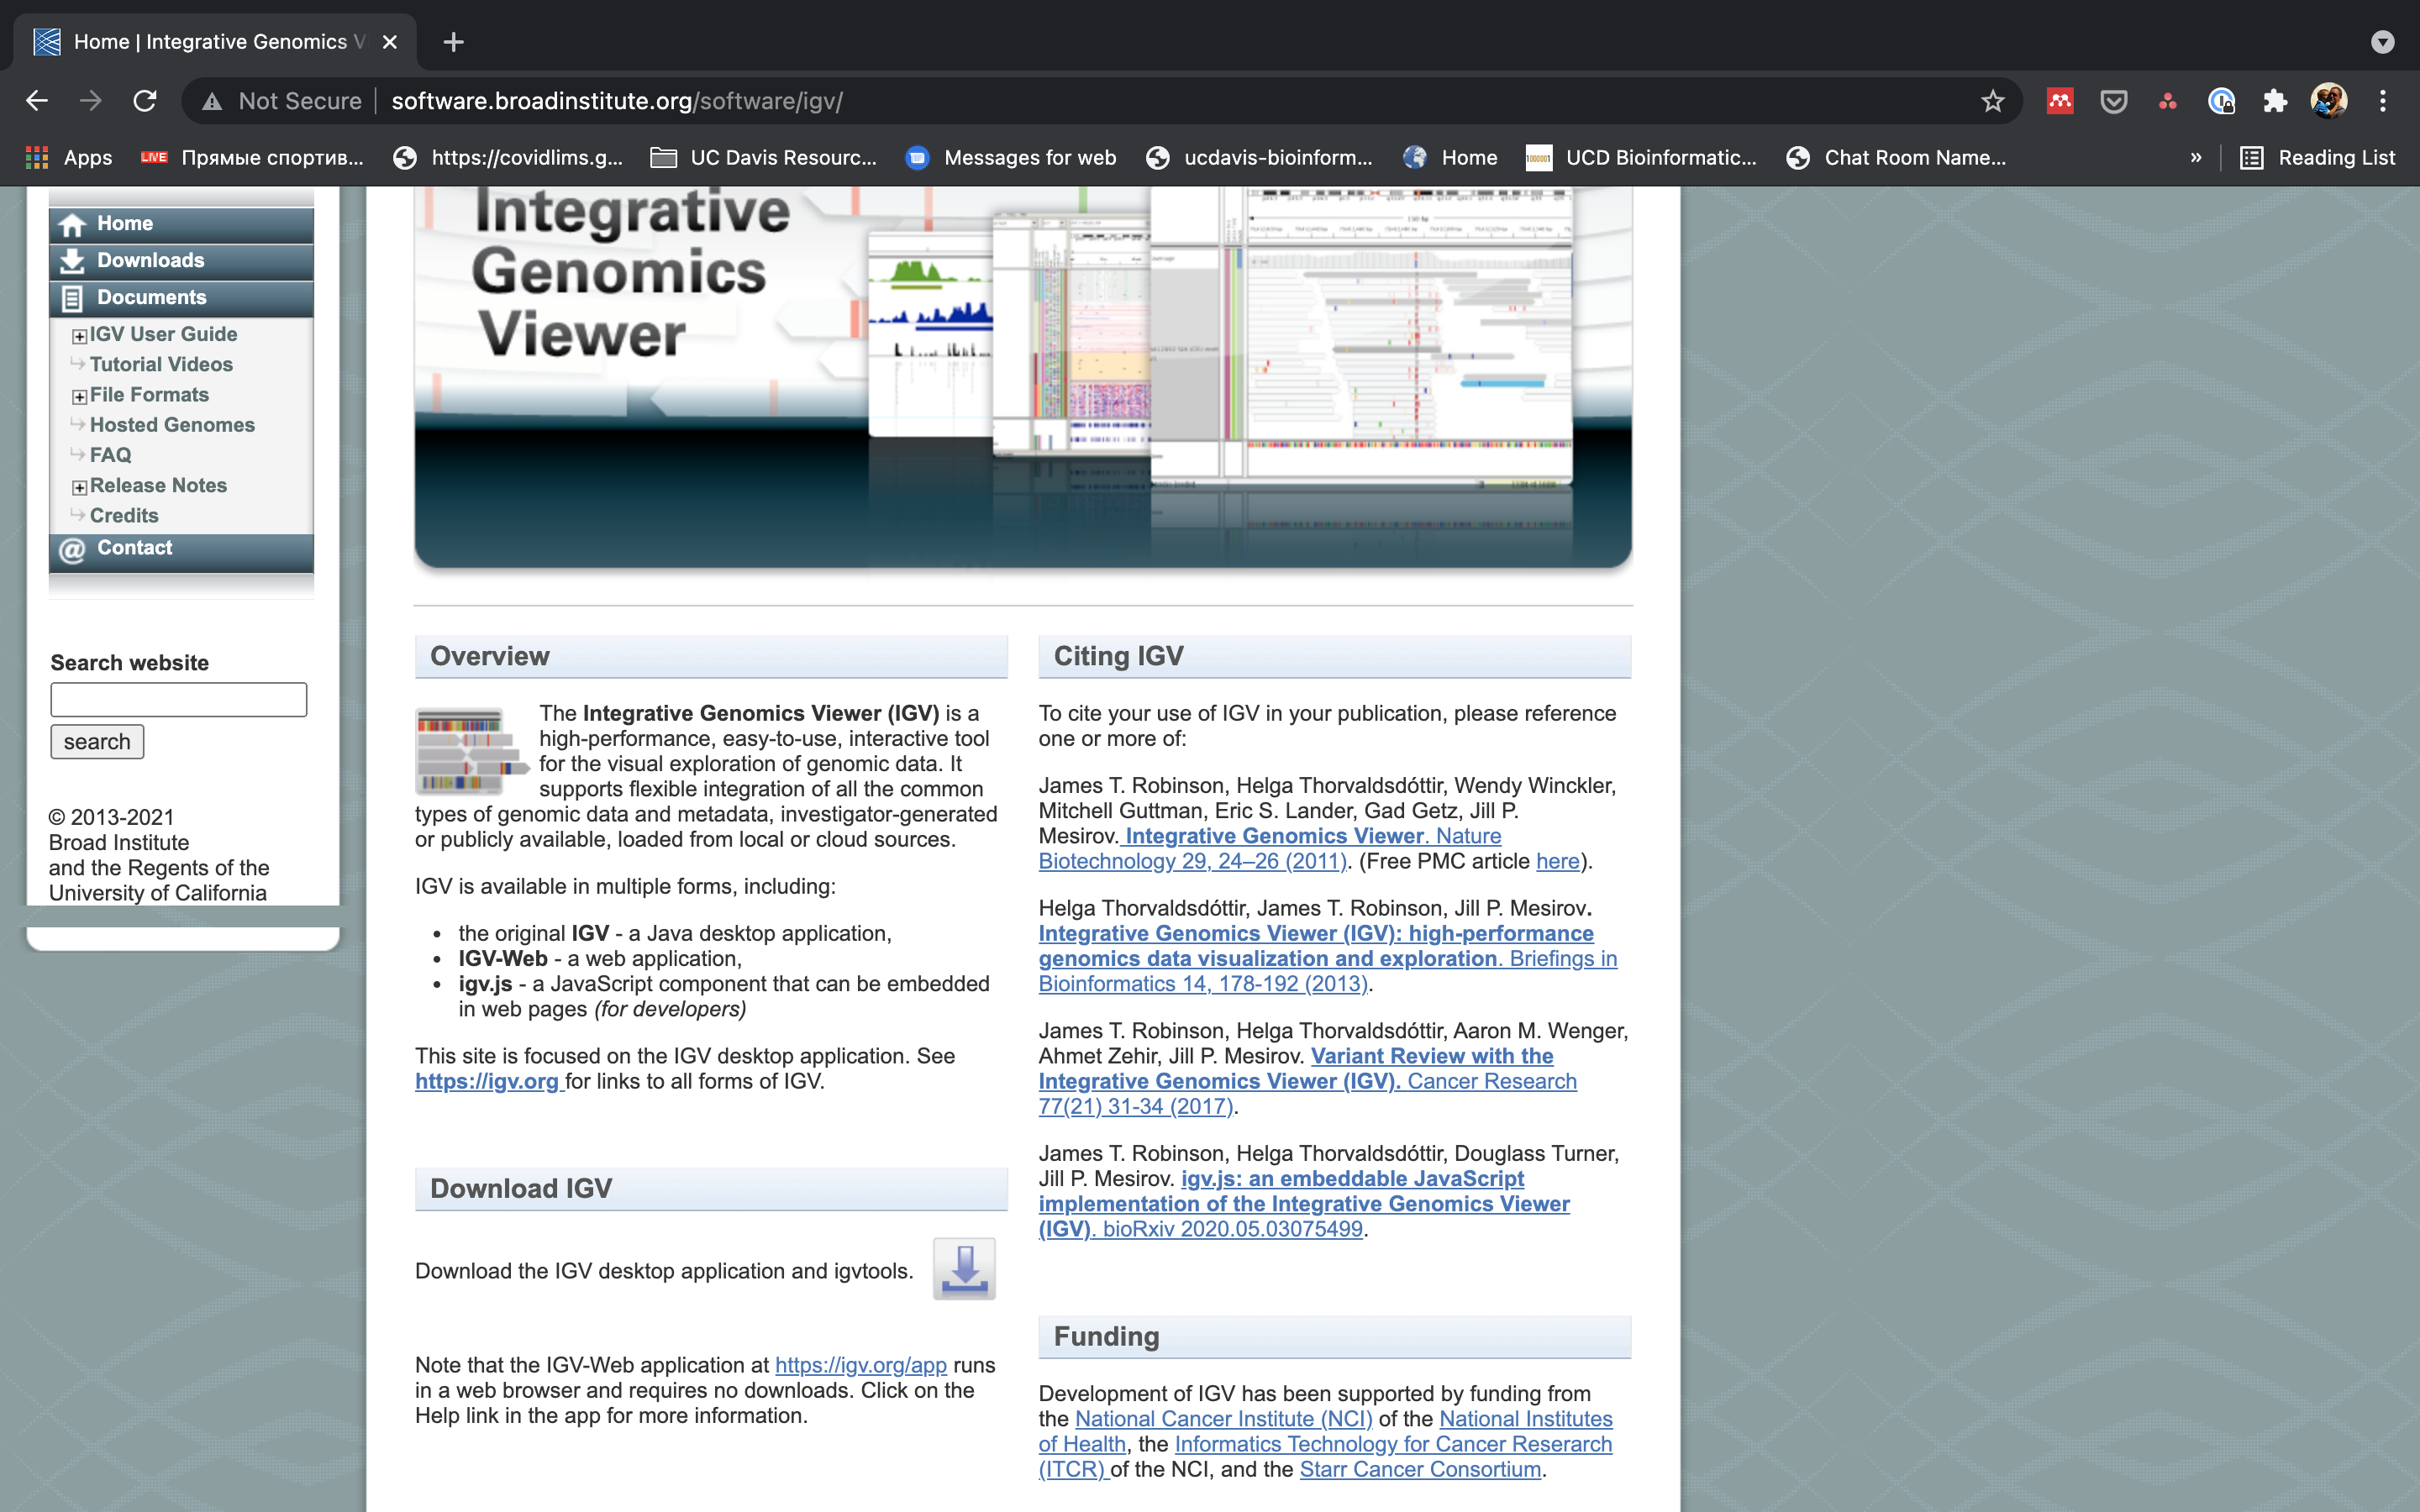 Home | Integrative Genomics V
Not Secure software.broadinstitute.org/software/igv/
Apps LIVE Прямые спортив... https://covidlims.g... UC Davis Resourc... Messages for web ucdavis-bioinform... Home UCD Bioinformatic... Chat Room Name... » Reading List
Home
Downloads
Documents
IGV User Guide
Tutorial Videos
File Formats
Hosted Genomes
FAQ
Release Notes
Credits
Contact
Search website
search
© 2013-2021
Broad Institute
and the Regents of the
University of California
Integrative
Genomics
Viewer
Overview
The Integrative Genomics Viewer (IGV) is a
high-performance, easy-to-use, interactive tool
for the visual exploration of genomic data. It
supports flexible integration of all the common
types of genomic data and metadata, investigator-generated
or publicly available, loaded from local or cloud sources.
IGV is available in multiple forms, including:
• the original IGV - a Java desktop application,
• IGV-Web - a web application,
• igv.js - a JavaScript component that can be embedded
in web pages (for developers)
This site is focused on the IGV desktop application. See
https://igv.org for links to all forms of IGV.
Download IGV
Download the IGV desktop application and igvtools.
Note that the IGV-Web application at https://igv.org/app runs
in a web browser and requires no downloads. Click on the
Help link in the app for more information.
Citing IGV
To cite your use of IGV in your publication, please reference
one or more of:
James T. Robinson, Helga Thorvaldsdóttir, Wendy Winckler,
Mitchell Guttman, Eric S. Lander, Gad Getz, Jill P.
Mesirov. Integrative Genomics Viewer. Nature
Biotechnology 29, 24–26 (2011). (Free PMC article here).
Helga Thorvaldsdóttir, James T. Robinson, Jill P. Mesirov.
Integrative Genomics Viewer (IGV): high-performance
genomics data visualization and exploration. Briefings in
Bioinformatics 14, 178-192 (2013).
James T. Robinson, Helga Thorvaldsdóttir, Aaron M. Wenger,
Ahmet Zehir, Jill P. Mesirov. Variant Review with the
Integrative Genomics Viewer (IGV). Cancer Research
77(21) 31-34 (2017).
James T. Robinson, Helga Thorvaldsdóttir, Douglass Turner,
Jill P. Mesirov. igv.js: an embeddable JavaScript
implementation of the Integrative Genomics Viewer
(IGV). bioRxiv 2020.05.03075499.
Funding
Development of IGV has been supported by funding from
the National Cancer Institute (NCI) of the National Institutes
of Health, the Informatics Technology for Cancer Reserarch
(ITCR) of the NCI, and the Starr Cancer Consortium.